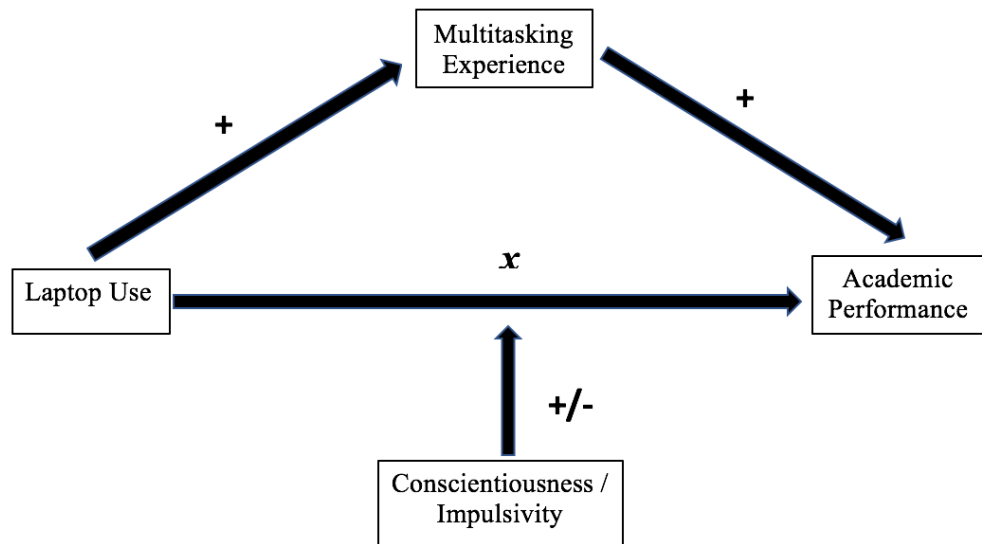 Multitasking
Experience
+
+
x
Laptop Use
Academic
Performance
+/-
Conscientiousness /
Impulsivity